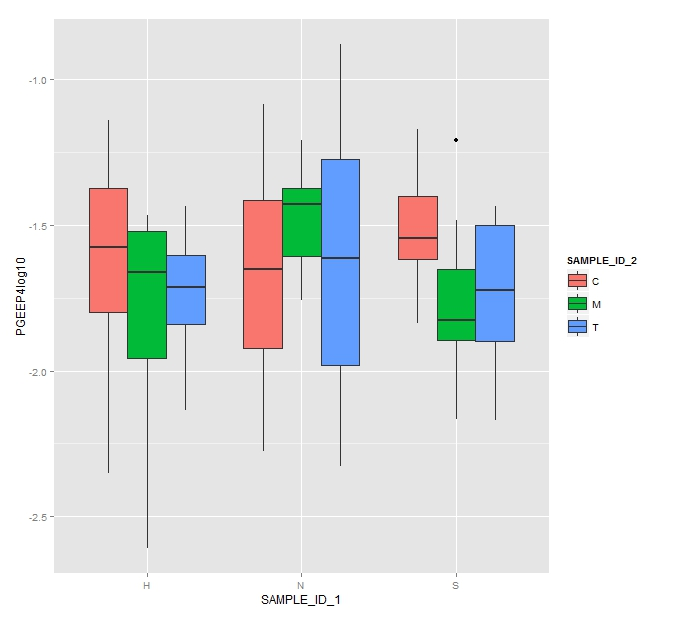 PGEEP4log10
-1.0
-1.5
-2.0
-2.5
H
N
S
SAMPLE_ID_1
SAMPLE_ID_2
C
M
T